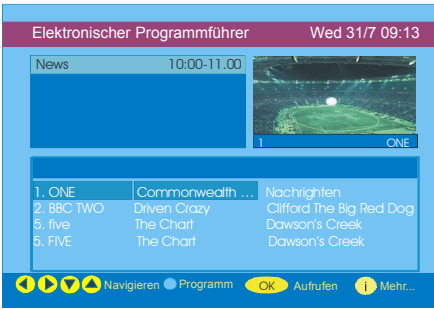 Elektronischer Programmführer Wed 31/7 09:13
News 10:00-11.00
1 ONE
1. ONE Commonwealth ... Nachrighten
2. BBC TWO Driven Crazy Clifford The Big Red Dog
5. five The Chart Dawson's Creek
5. FIVE The Chart Dawson's Creek
Navigieren Programm OK Aufrufen i Mehr...